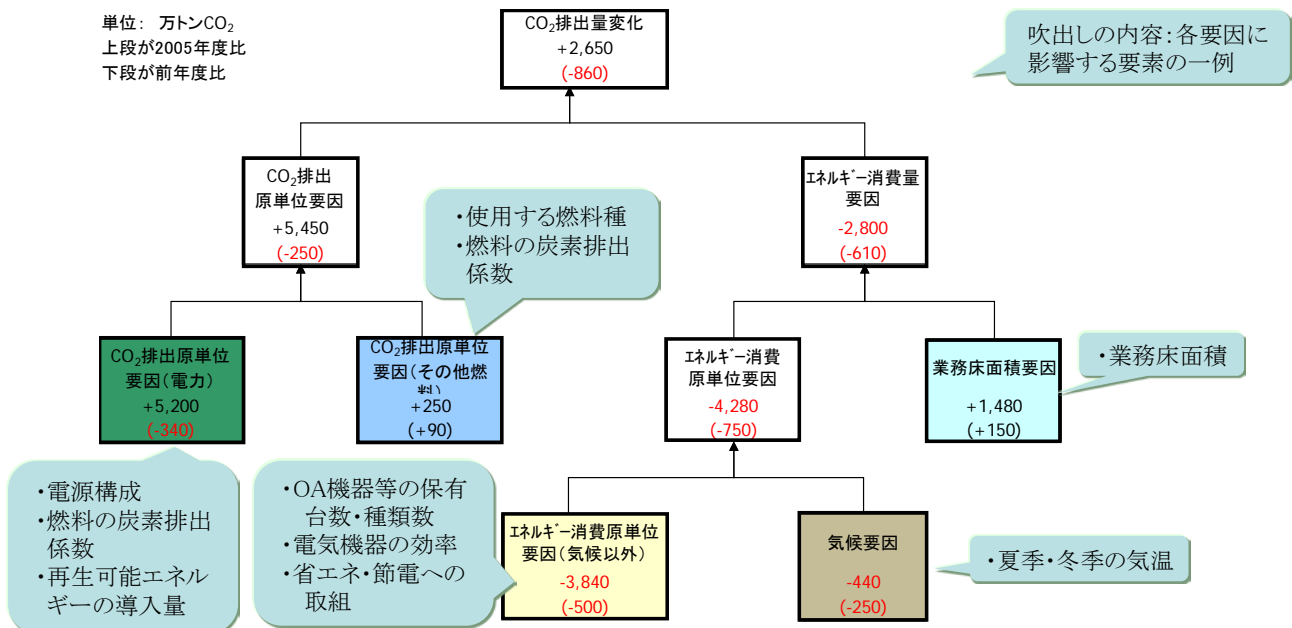 単位： 万トンCO₂
上段が2005年度比
下段が前年度比
CO₂排出量変化
+2,650
(-860)
吹出しの内容：各要因に
影響する要素の一例
CO₂排出
原単位要因
+5,450
(-250)
・使用する燃料種
・燃料の炭素排出
係数
ｴﾈﾙｷﾞｰ消費量
要因
-2,800
(-610)
CO₂排出原単位
要因(電力)
+5,200
(-340)
CO₂排出原単位
要因(その他燃
料)
+250
(+90)
ｴﾈﾙｷﾞｰ消費
原単位要因
-4,280
(-750)
業務床面積要因
+1,480
(+150)
・業務床面積
・電源構成
・燃料の炭素排出
係数
・再生可能エネル
ギーの導入量
・OA機器等の保有
台数・種類数
・電気機器の効率
・省エネ・節電への
取組
ｴﾈﾙｷﾞｰ消費原単位
要因(気候以外)
-3,840
(-500)
気候要因
-440
(-250)
・夏季・冬季の気温